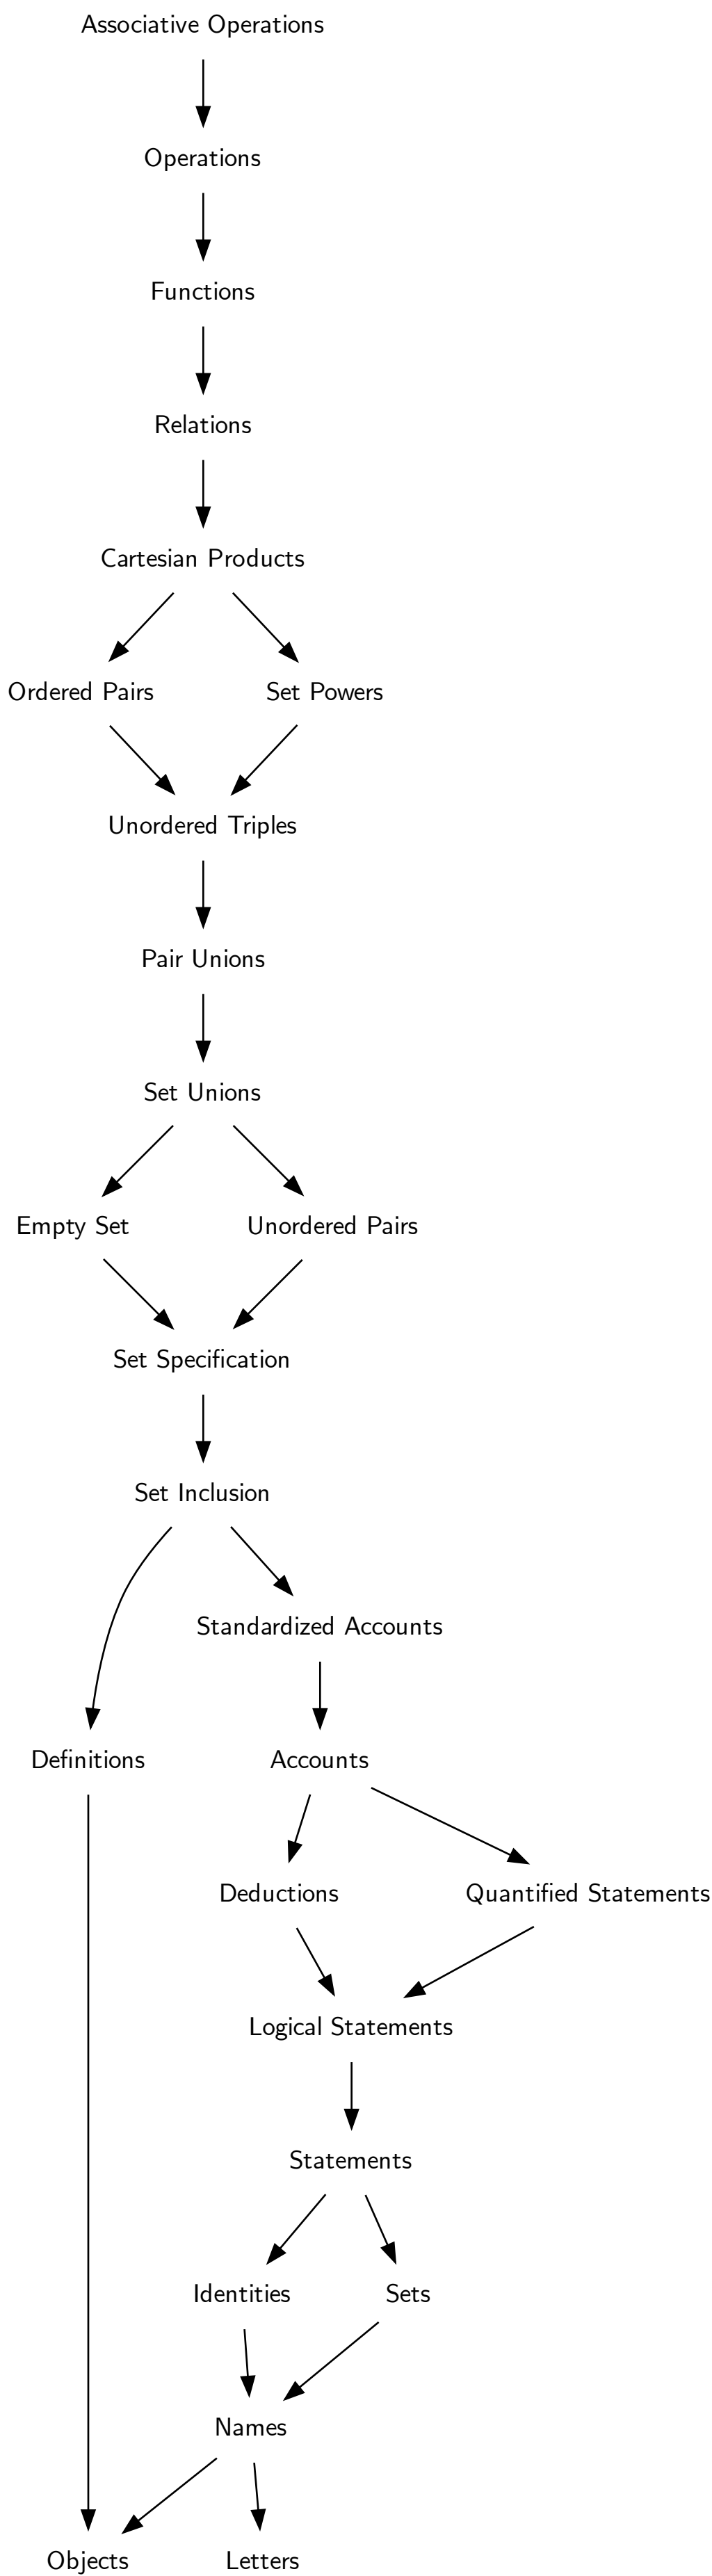 Associative Operations
Operations
Functions
Relations
Cartesian Products
Ordered Pairs
Set Powers
Unordered Triples
Pair Unions
Set Unions
Empty Set
Unordered Pairs
Set Specification
Set Inclusion
Standardized Accounts
Definitions
Accounts
Deductions
Quantified Statements
Logical Statements
Statements
Identities
Sets
Names
Objects
Letters